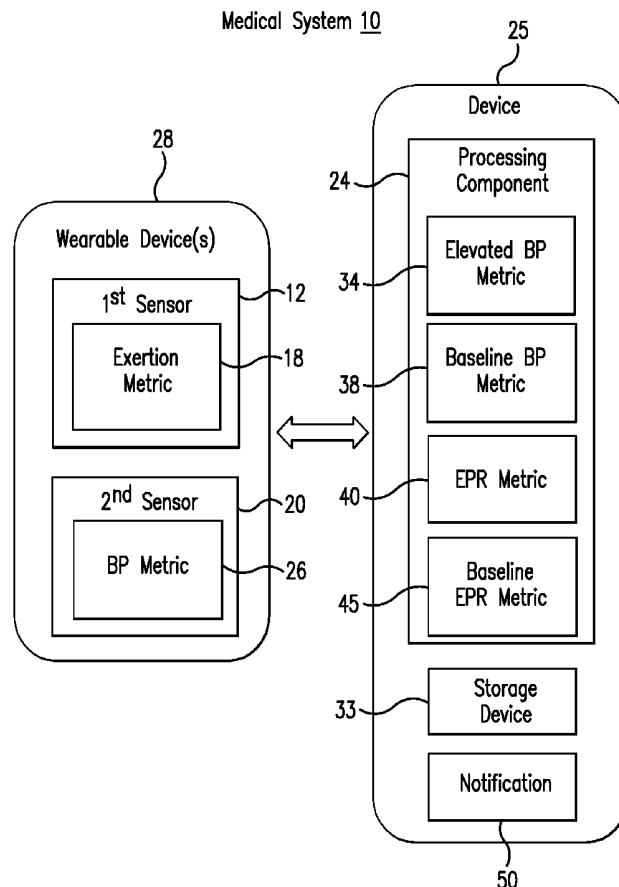 Medical System 10
25
Device
28
24
Processing
Component
Wearable Device(s)
Elevated BP
Metric
34
1st Sensor
12
Exertion
Metric
18
Baseline BP
Metric
38
2nd Sensor
20
EPR Metric
40
BP Metric
26
Baseline
EPR Metric
45
Storage
Device
33
Notification
50